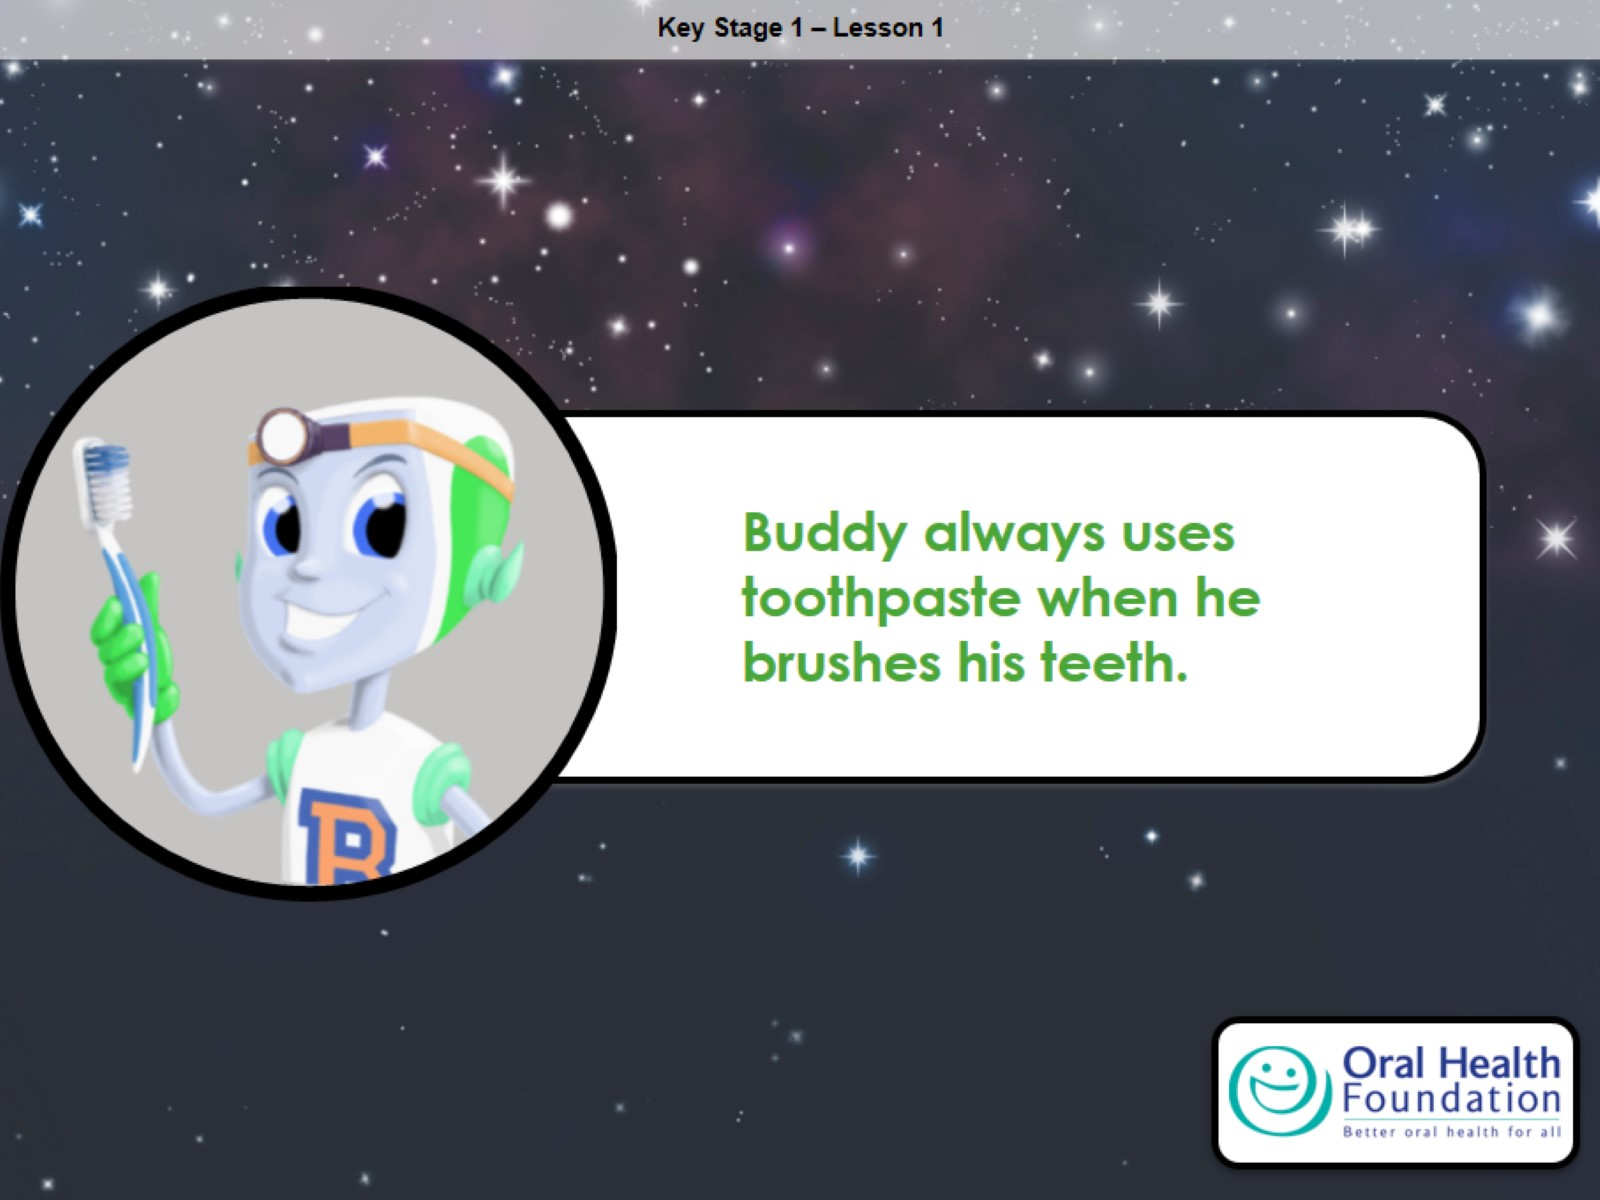 Key Stage 1 – Lesson 1
Buddy always uses
toothpaste when he
brushes his teeth.
B
Oral Health
Foundation
Better oral health for all